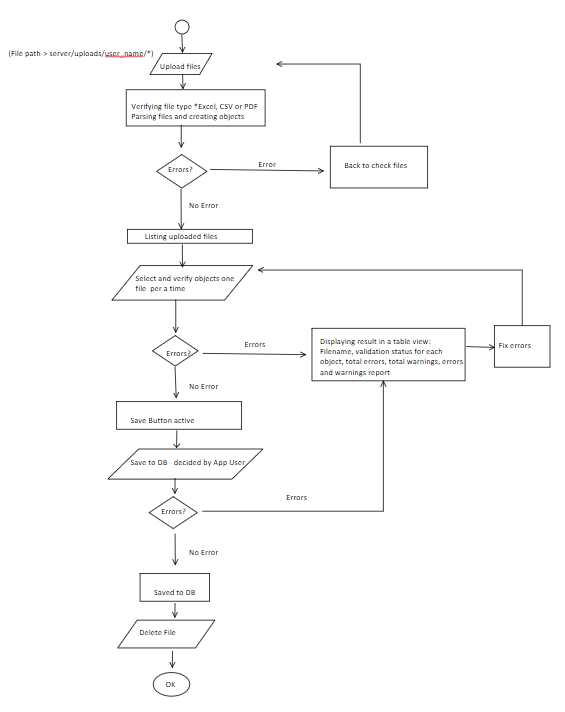 (File path-> server/uploads/user_name/*)
Upload files
Verifying file type *Excel, CSV or PDF
Parsing files and creating objects
Errors?
Error
Back to check files
No Error
Listing uploaded files
Select and verify objects one
file per a time
Errors?
Errors
Displaying result in a table view:
Filename, validation status for each
object, total errors, total warnings, errors
and warnings report
Fix errors
No Error
Save Button active
Save to DB - decided by App User
Errors?
Errors
No Error
Saved to DB
Delete File
OK